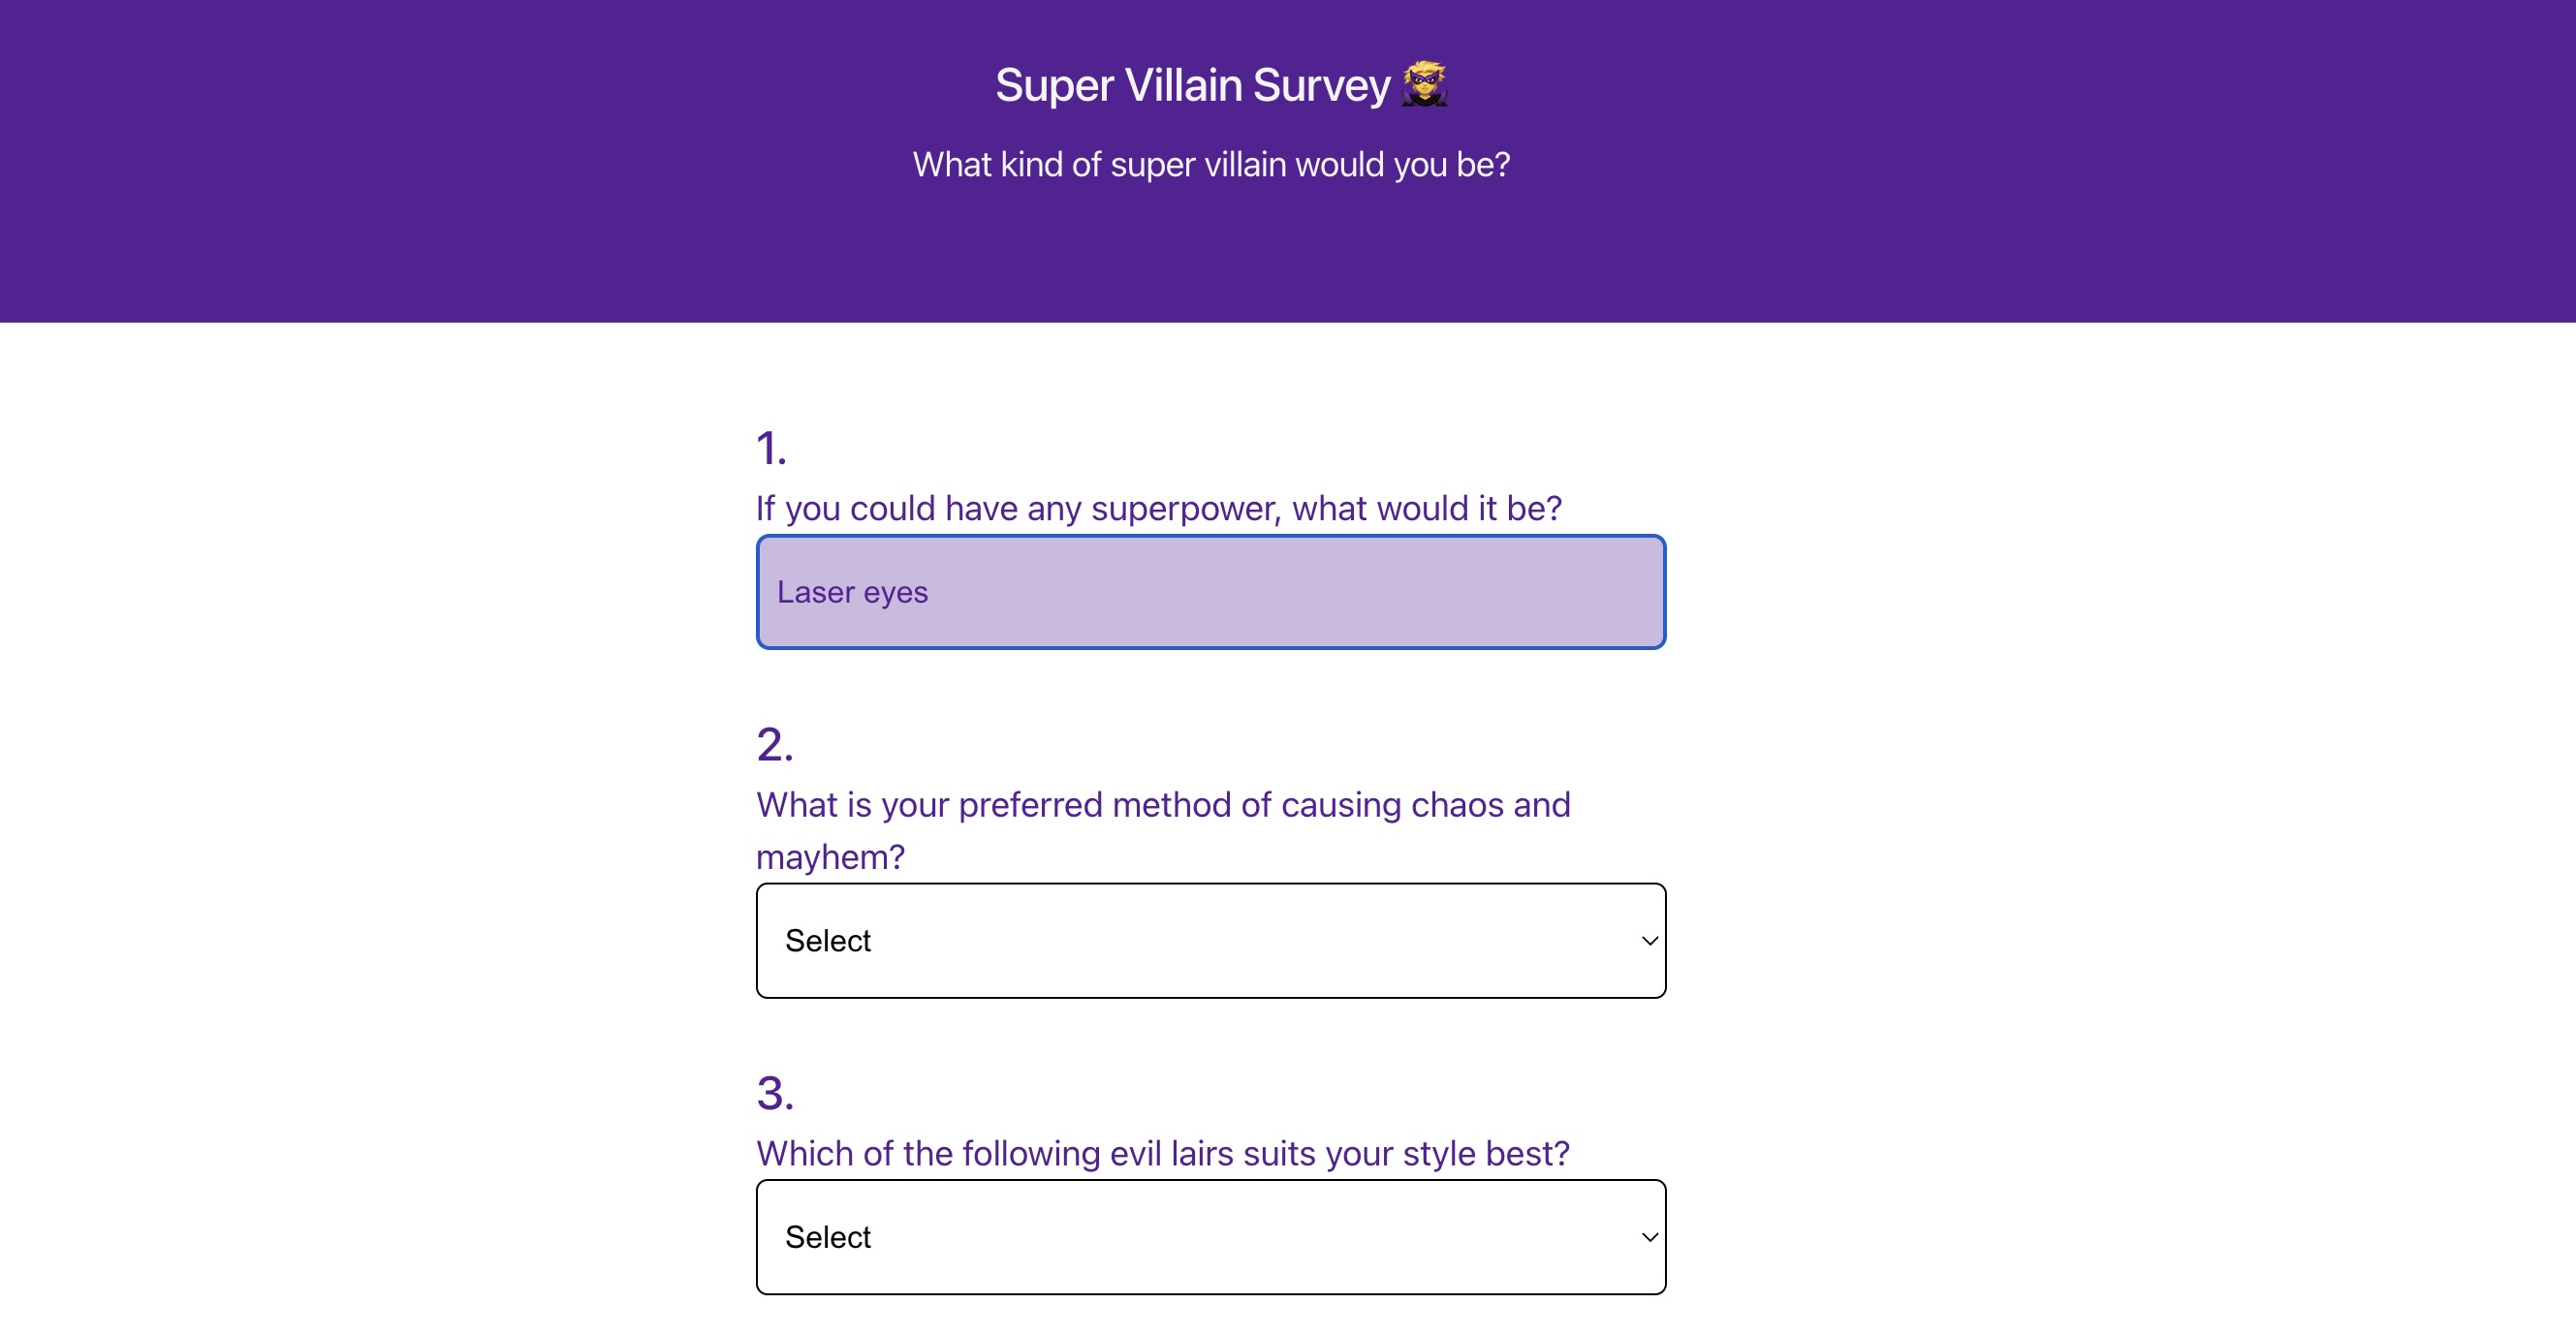 Super Villain Survey 🦹
What kind of super villain would you be?
1.
If you could have any superpower, what would it be?
Laser eyes
2.
What is your preferred method of causing chaos and
mayhem?
Select
3.
Which of the following evil lairs suits your style best?
Select